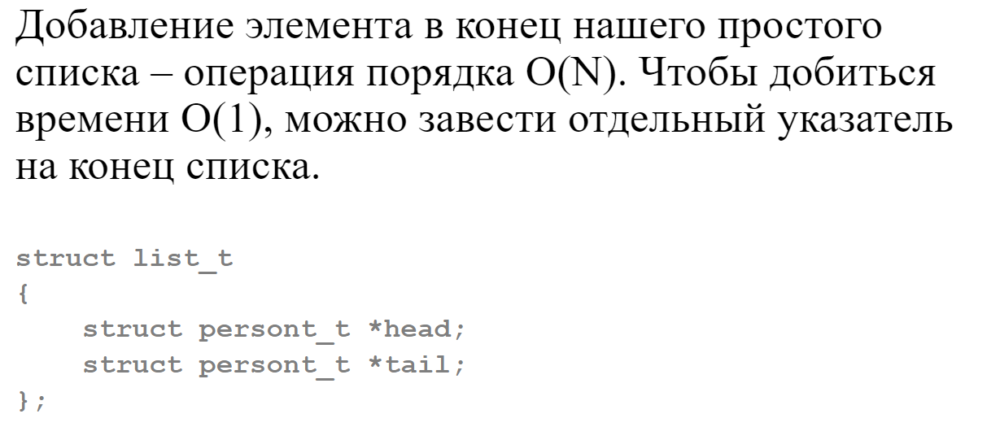 Добавление элемента в конец нашего простого
списка – операция порядка O(N). Чтобы добиться
времени O(1), можно завести отдельный указатель
на конец списка.
struct list_t
{
    struct persont_t *head;
    struct persont_t *tail;
};